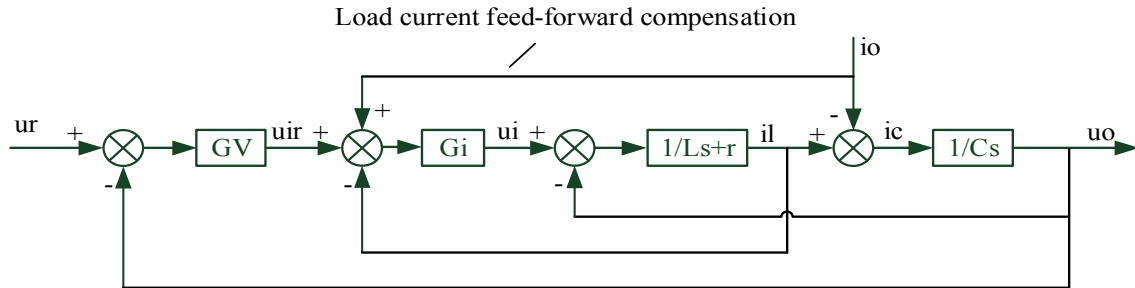 Load current feed-forward compensation
io
+
-
ur
+
GV
uir
+
Gi
ui
+
1/Ls+r
il
+
ic
1/Cs
uo
-
-
-